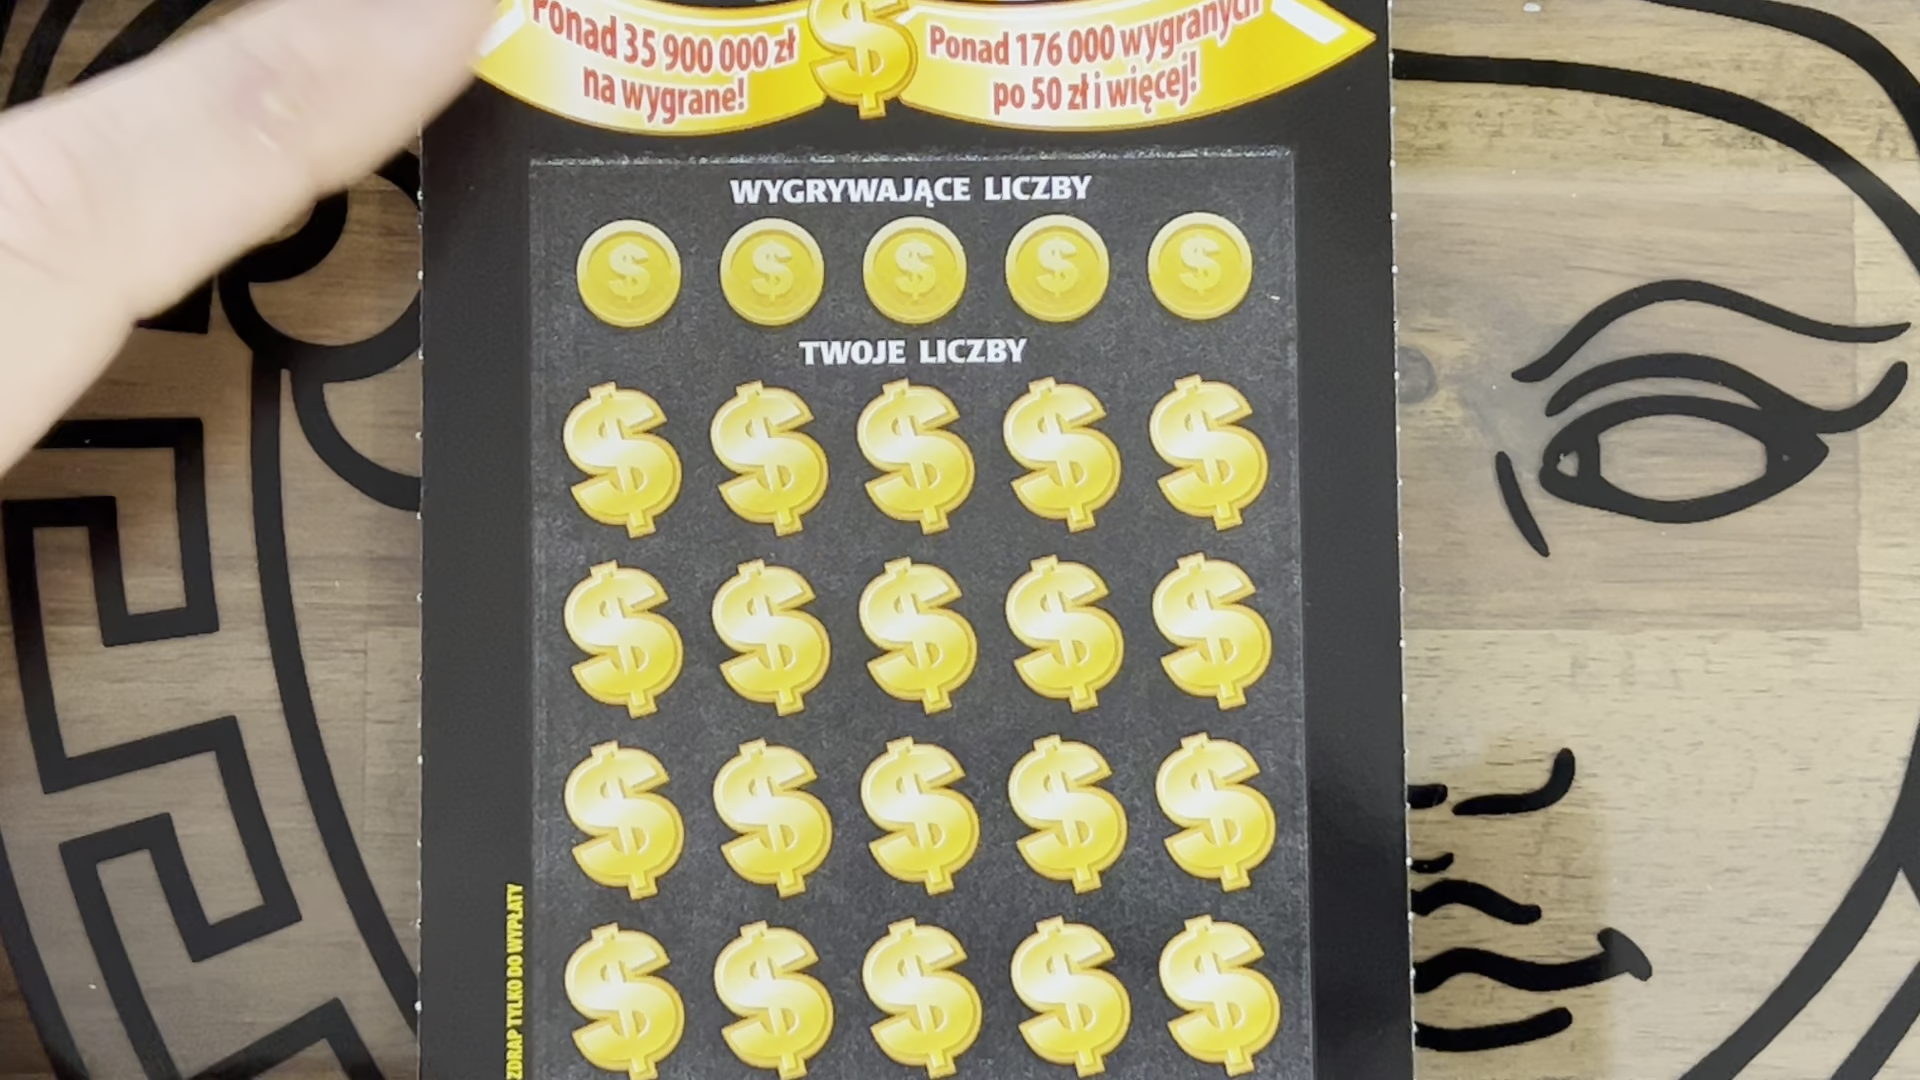 Ponad 35 900 000 zł
na wygrane!
Ponad 176 000 wygranych
po 50 zł i więcej!
WYGRYWAJĄCE LICZBY
TWOJE LICZBY
ZDRAP TYLKO DO WYPŁATY